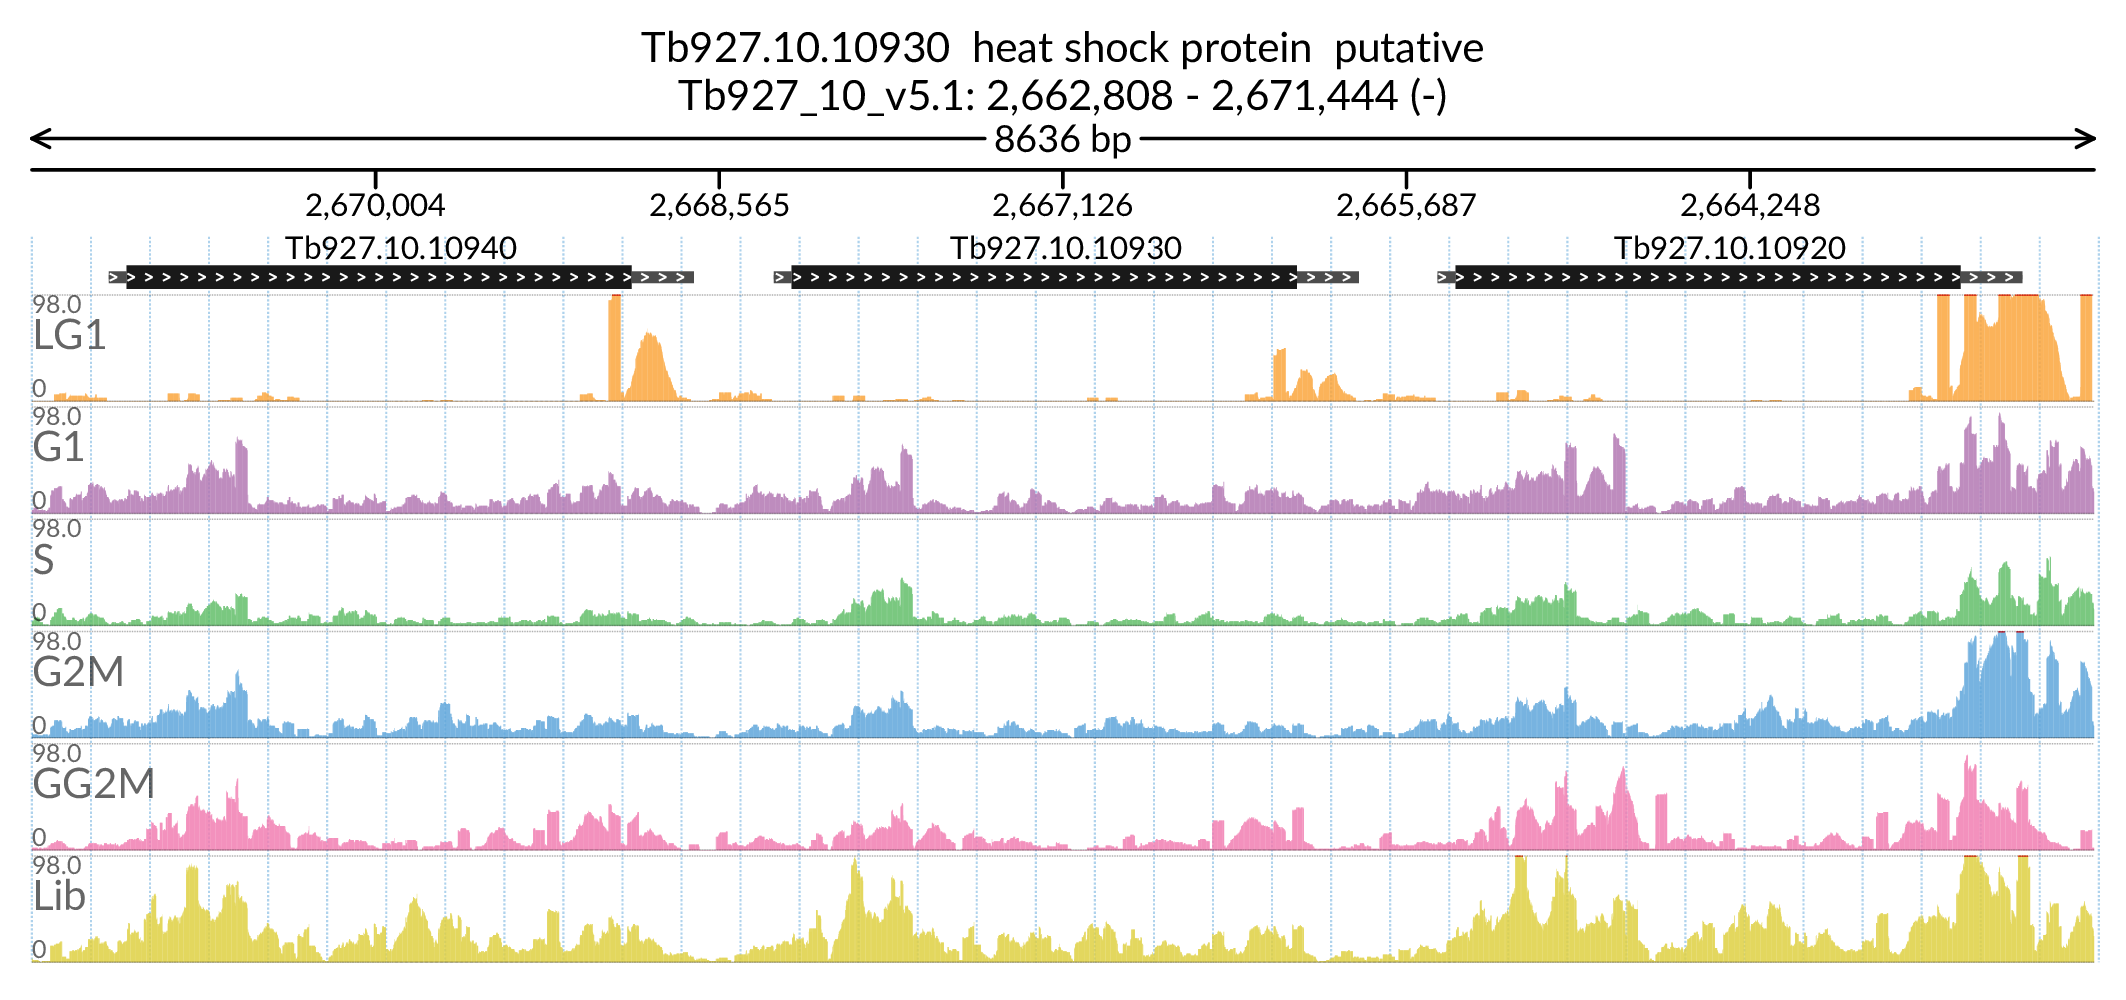 Tb927.10.10930  heat shock protein  putative
Tb927_10_v5.1: 2,662,808 - 2,671,444 (-)
8636 bp
2,670,004 2,668,565 2,667,126 2,665,687 2,664,248
Tb927.10.10940 Tb927.10.10930 Tb927.10.10920
98.0
LG1
0
98.0
G1
0
98.0
S
0
98.0
G2M
0
98.0
GG2M
0
98.0
Lib
0